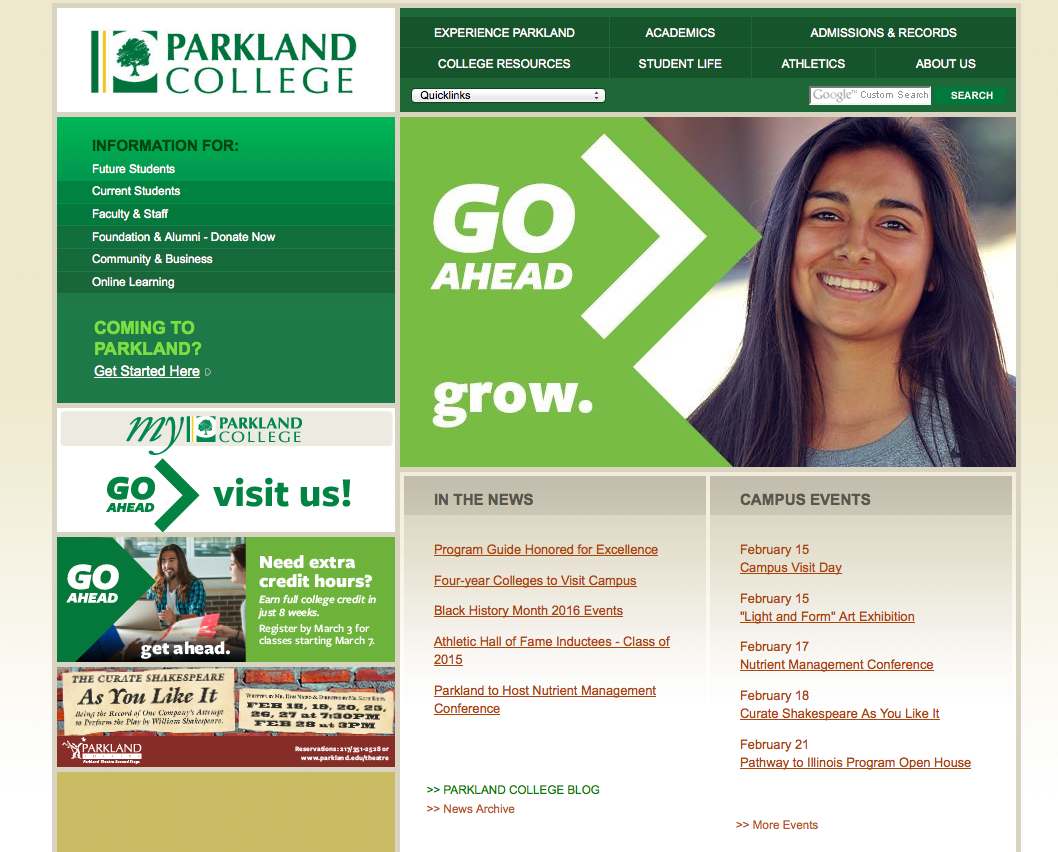 PARKLAND
COLLEGE
EXPERIENCE PARKLAND
ACADEMICS
ADMISSIONS & RECORDS
COLLEGE RESOURCES
STUDENT LIFE
ATHLETICS
ABOUT US
Quicklinks
Google™ Custom Search
SEARCH
INFORMATION FOR:
Future Students
Current Students
Faculty & Staff
Foundation & Alumni - Donate Now
Community & Business
Online Learning
COMING TO
PARKLAND?
Get Started Here
my PARKLAND
COLLEGE
GO
AHEAD
visit us!
GO
AHEAD
get ahead.
Need extra
credit hours?
Earn full college credit in
just 8 weeks.
Register by March 3 for
classes starting March 7.
THE CURATE SHAKESPEARE
As You Like It
Being the Record of One Company's Attempt
to Perform the Play by William Shakespeare.
FEB 18, 19, 20, 25,
26, 27 at 7:30PM
FEB 28 at 3PM
PARKLAND
Parkland Theatre Second Stage
Reservations: 217/351-2528 or
www.parkland.edu/theatre
GO
AHEAD
grow.
IN THE NEWS
Program Guide Honored for Excellence
Four-year Colleges to Visit Campus
Black History Month 2016 Events
Athletic Hall of Fame Inductees - Class of
2015
Parkland to Host Nutrient Management
Conference
>> PARKLAND COLLEGE BLOG
>> News Archive
CAMPUS EVENTS
February 15
Campus Visit Day
February 15
"Light and Form" Art Exhibition
February 17
Nutrient Management Conference
February 18
Curate Shakespeare As You Like It
February 21
Pathway to Illinois Program Open House
>> More Events